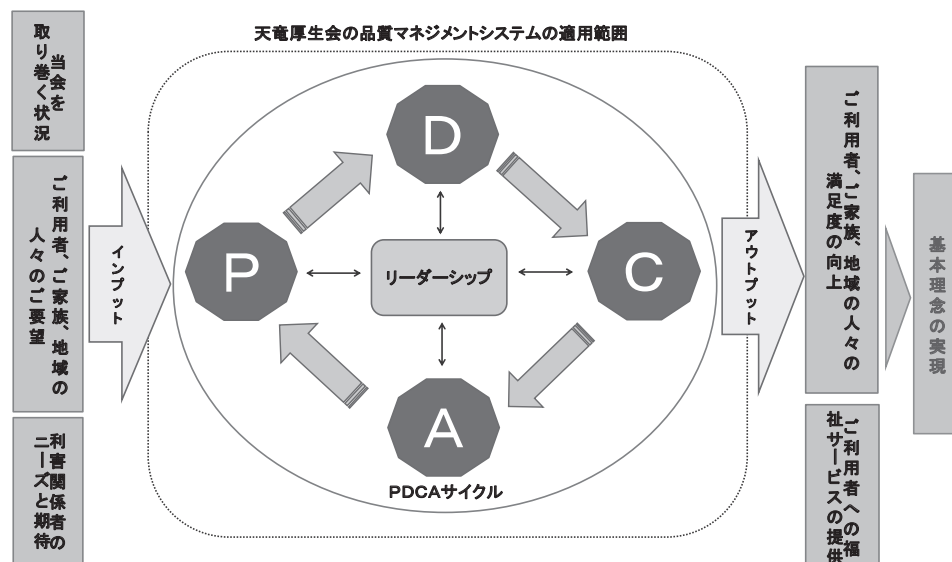 天竜厚生会の品質マネジメントシステムの適用範囲
当会を
取り巻く状況
ご利用者、ご家族、地域の
人々のご要望
利害関係者の
ニーズと期待
インプット
P
D
C
A
リーダーシップ
PDCAサイクル
アウトプット
ご利用者、ご家族、地域の人々の
満足度の向上
ご利用者への福
祉サービスの提供
基本理念の実現